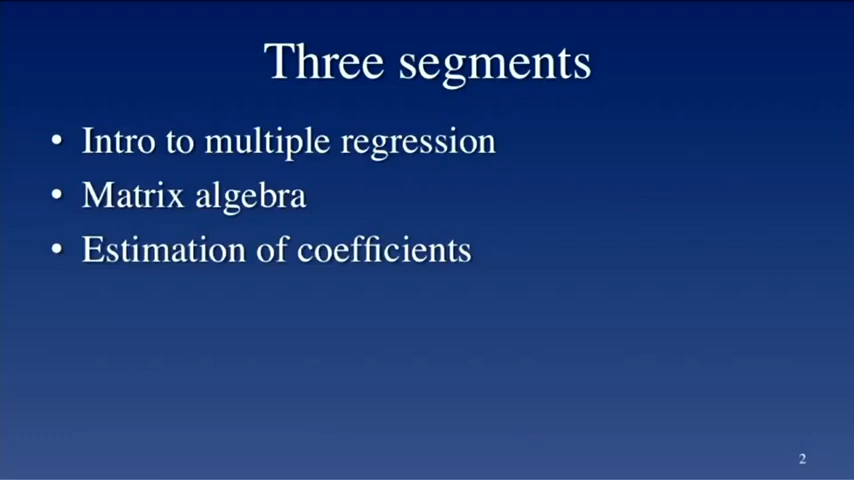 Three segments
• Intro to multiple regression
• Matrix algebra
• Estimation of coefficients
2